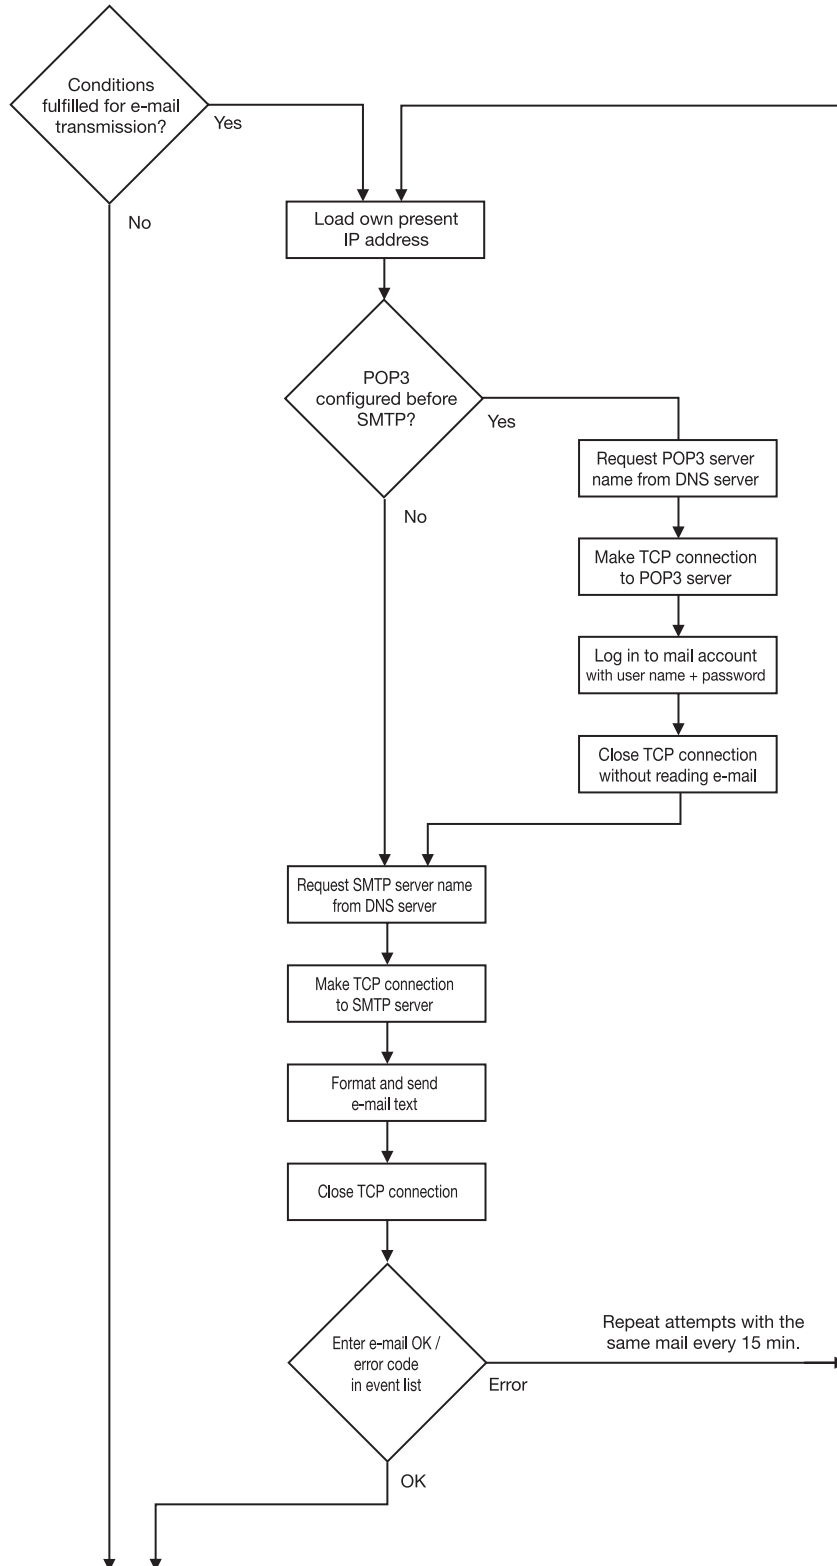 Conditions
fulfilled for e-mail
transmission?
Yes
No
Load own present
IP address
POP3
configured before
SMTP?
Yes
No
Request POP3 server
name from DNS server
Make TCP connection
to POP3 server
Log in to mail account
with user name + password
Close TCP connection
without reading e-mail
Request SMTP server name
from DNS server
Make TCP connection
to SMTP server
Format and send
e-mail text
Close TCP connection
Enter e-mail OK /
error code
in event list
Error
Repeat attempts with the
same mail every 15 min.
OK